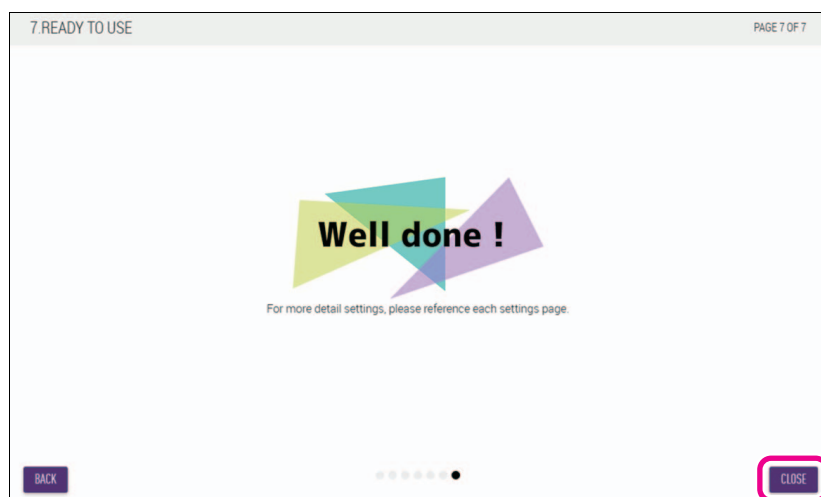 7.READY TO USE
PAGE 7 OF 7
Well done !
For more detail settings, please reference each settings page.
BACK
CLOSE